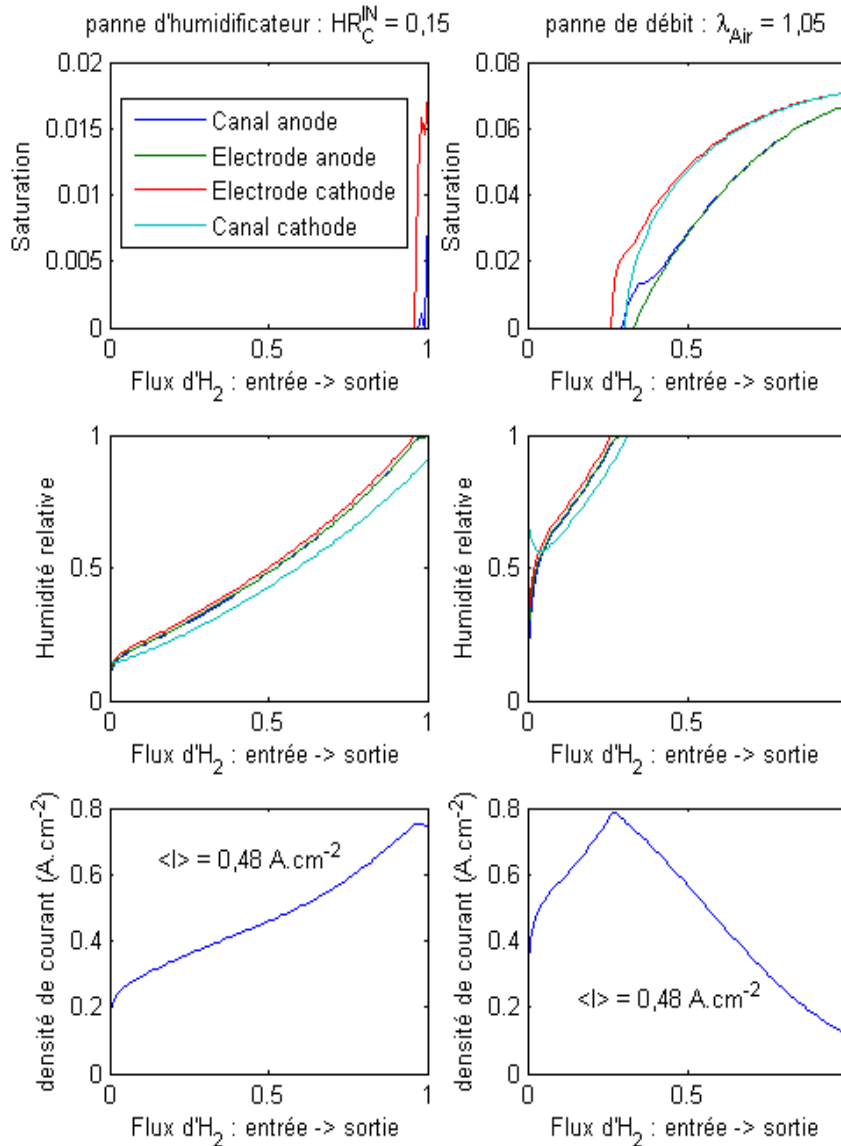 panne d'humidificateur : HR_C^IN = 0,15
panne de débit : λ_Air = 1,05
0.02
0.015
0.01
0.005
0
Saturation
Canal anode
Electrode anode
Electrode cathode
Canal cathode
0
0.5
1
Flux d'H₂ : entrée -> sortie
0.08
0.06
0.04
0.02
0
Saturation
0
0.5
Flux d'H₂ : entrée -> sortie
1
0.5
0
Humidité relative
0
0.5
1
Flux d'H₂ : entrée -> sortie
1
0.5
0
Humidité relative
0
0.5
Flux d'H₂ : entrée -> sortie
0.8
0.6
0.4
0.2
0
densité de courant (A.cm⁻²)
<I> = 0,48 A.cm⁻²
0
0.5
1
Flux d'H₂ : entrée -> sortie
0.8
0.6
0.4
0.2
0
densité de courant (A.cm⁻²)
<I> = 0,48 A.cm⁻²
0
0.5
Flux d'H₂ : entrée -> sortie